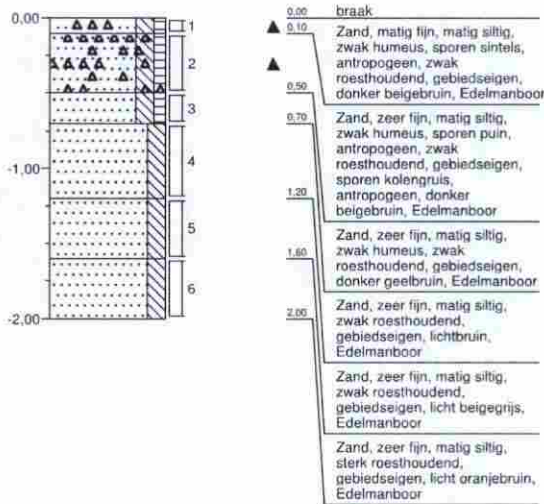 0,00
-1,00
-2,00
1
2
3
4
5
6
0,00
braak
0,10
Zand, matig fijn, matig siltig,
zwak humeus, sporen sintels,
antropogeen, zwak
roesthoudend, gebiedseigen,
donker beigebruin, Edelmanboor
0,50
0,70
Zand, zeer fijn, matig siltig,
zwak humeus, sporen puin,
antropogeen, zwak
roesthoudend, gebiedseigen,
sporen kolengruis,
antropogeen, donker
beigebruin, Edelmanboor
1,20
Zand, zeer fijn, matig siltig,
zwak humeus, zwak
roesthoudend, gebiedseigen,
donker geelbruin, Edelmanboor
1,60
Zand, zeer fijn, matig siltig,
zwak roesthoudend,
gebiedseigen, lichtbruin,
Edelmanboor
2,00
Zand, zeer fijn, matig siltig,
zwak roesthoudend,
gebiedseigen, licht beigegrijs,
Edelmanboor
Zand, zeer fijn, matig siltig,
sterk roesthoudend,
gebiedseigen, licht oranjebruin,
Edelmanboor